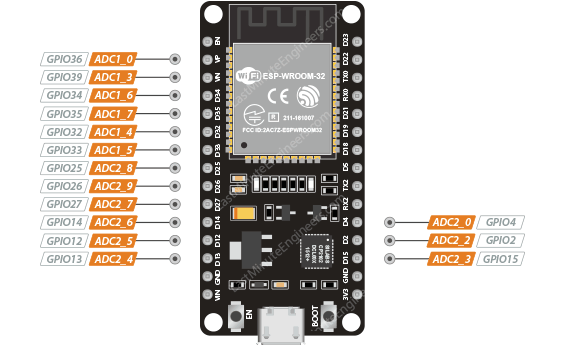 GPIO36 ADC1_0
GPIO39 ADC1_3
GPIO34 ADC1_6
GPIO35 ADC1_7
GPIO32 ADC1_4
GPIO33 ADC1_5
GPIO25 ADC2_8
GPIO26 ADC2_9
GPIO27 ADC2_7
GPIO14 ADC2_6
GPIO12 ADC2_5
GPIO13 ADC2_4
EN
VP
VN
D34
D35
D32
D33
D25
D26
D27
D14
D12
D13
GND
VIN
WiFi ESP-WROOM-32
CE
R 211-161007
FCC ID:2AC7Z-ESPWROOM32
EN
BOOT
LastMinuteEngineers.com
D23
D22
TX0
RX0
D21
D19
D18
D5
TX2
RX2
D4
D2
D15
GND
3V3
ADC2_0 GPIO4
ADC2_2 GPIO2
ADC2_3 GPIO15